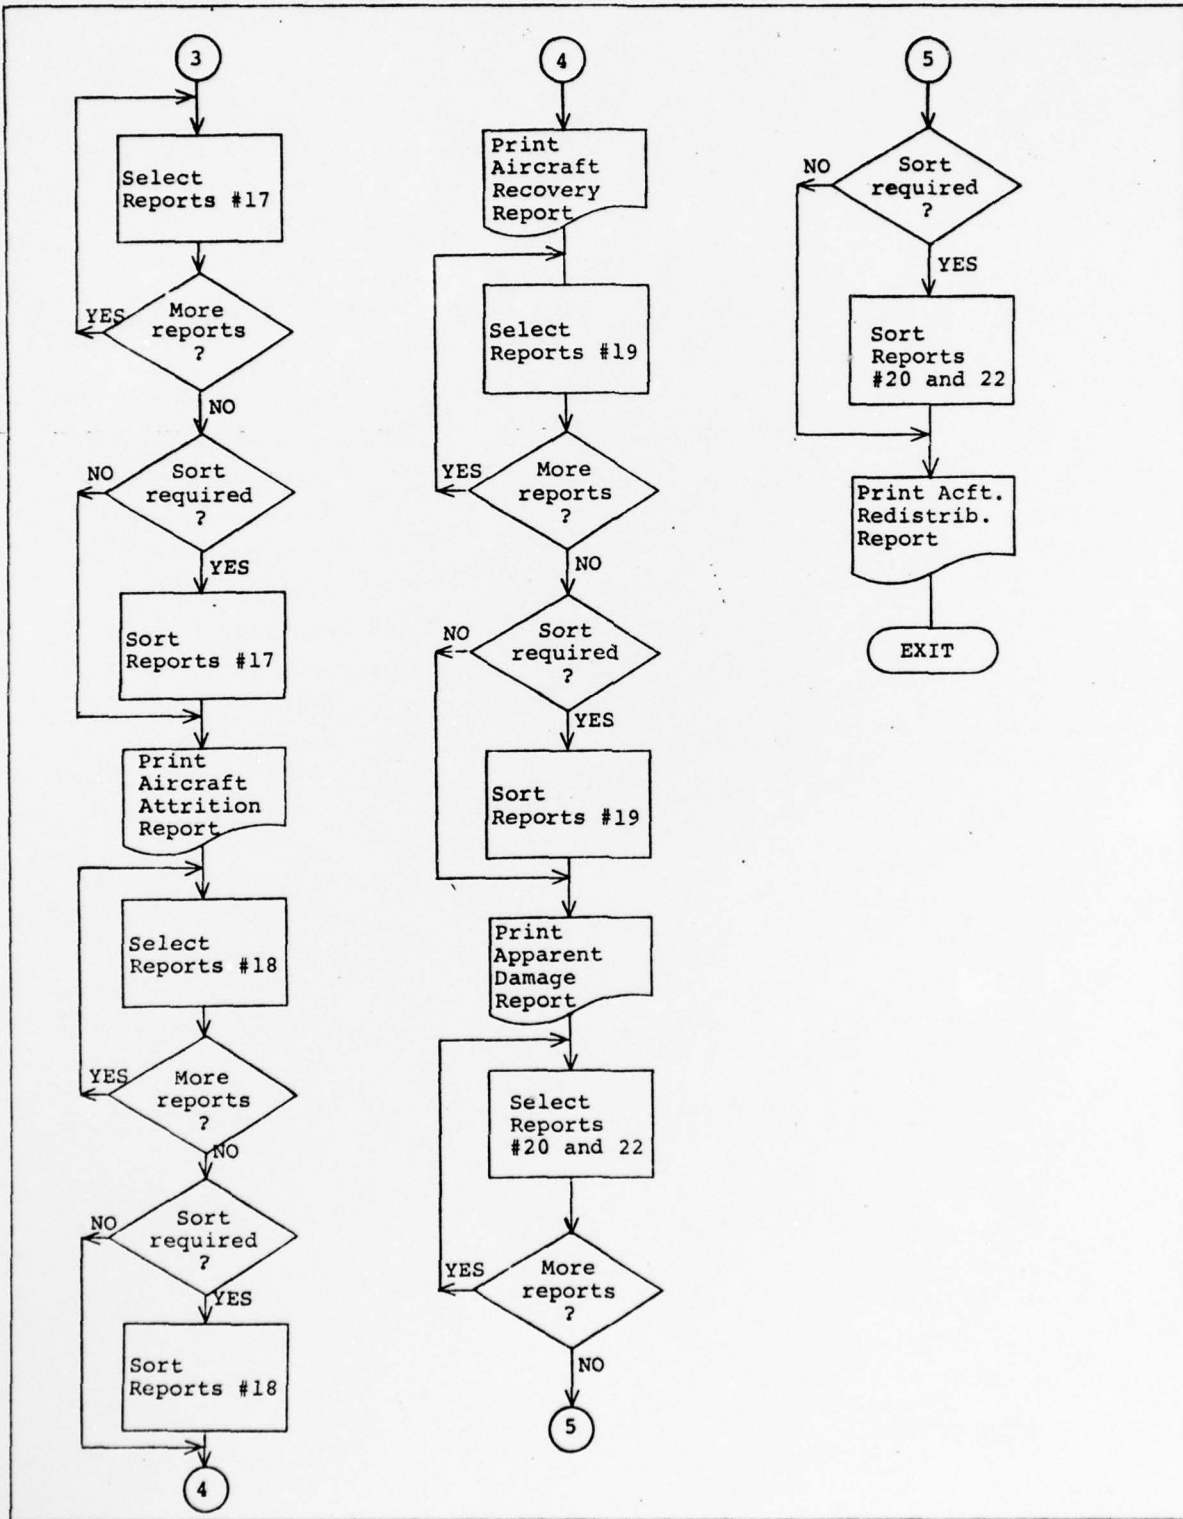 3
Select
Reports #17
YES
More
reports
?
NO
NO
Sort
required
?
YES
Sort
Reports #17
Print
Aircraft
Attrition
Report
Select
Reports #18
YES
More
reports
?
NO
NO
Sort
required
?
YES
Sort
Reports #18
4
4
Print
Aircraft
Recovery
Report
Select
Reports #19
YES
More
reports
?
NO
NO
Sort
required
?
YES
Sort
Reports #19
Print
Apparent
Damage
Report
Select
Reports
#20 and 22
YES
More
reports
?
NO
5
5
NO
Sort
required
?
YES
Sort
Reports
#20 and 22
Print Acft.
Redistrib.
Report
EXIT